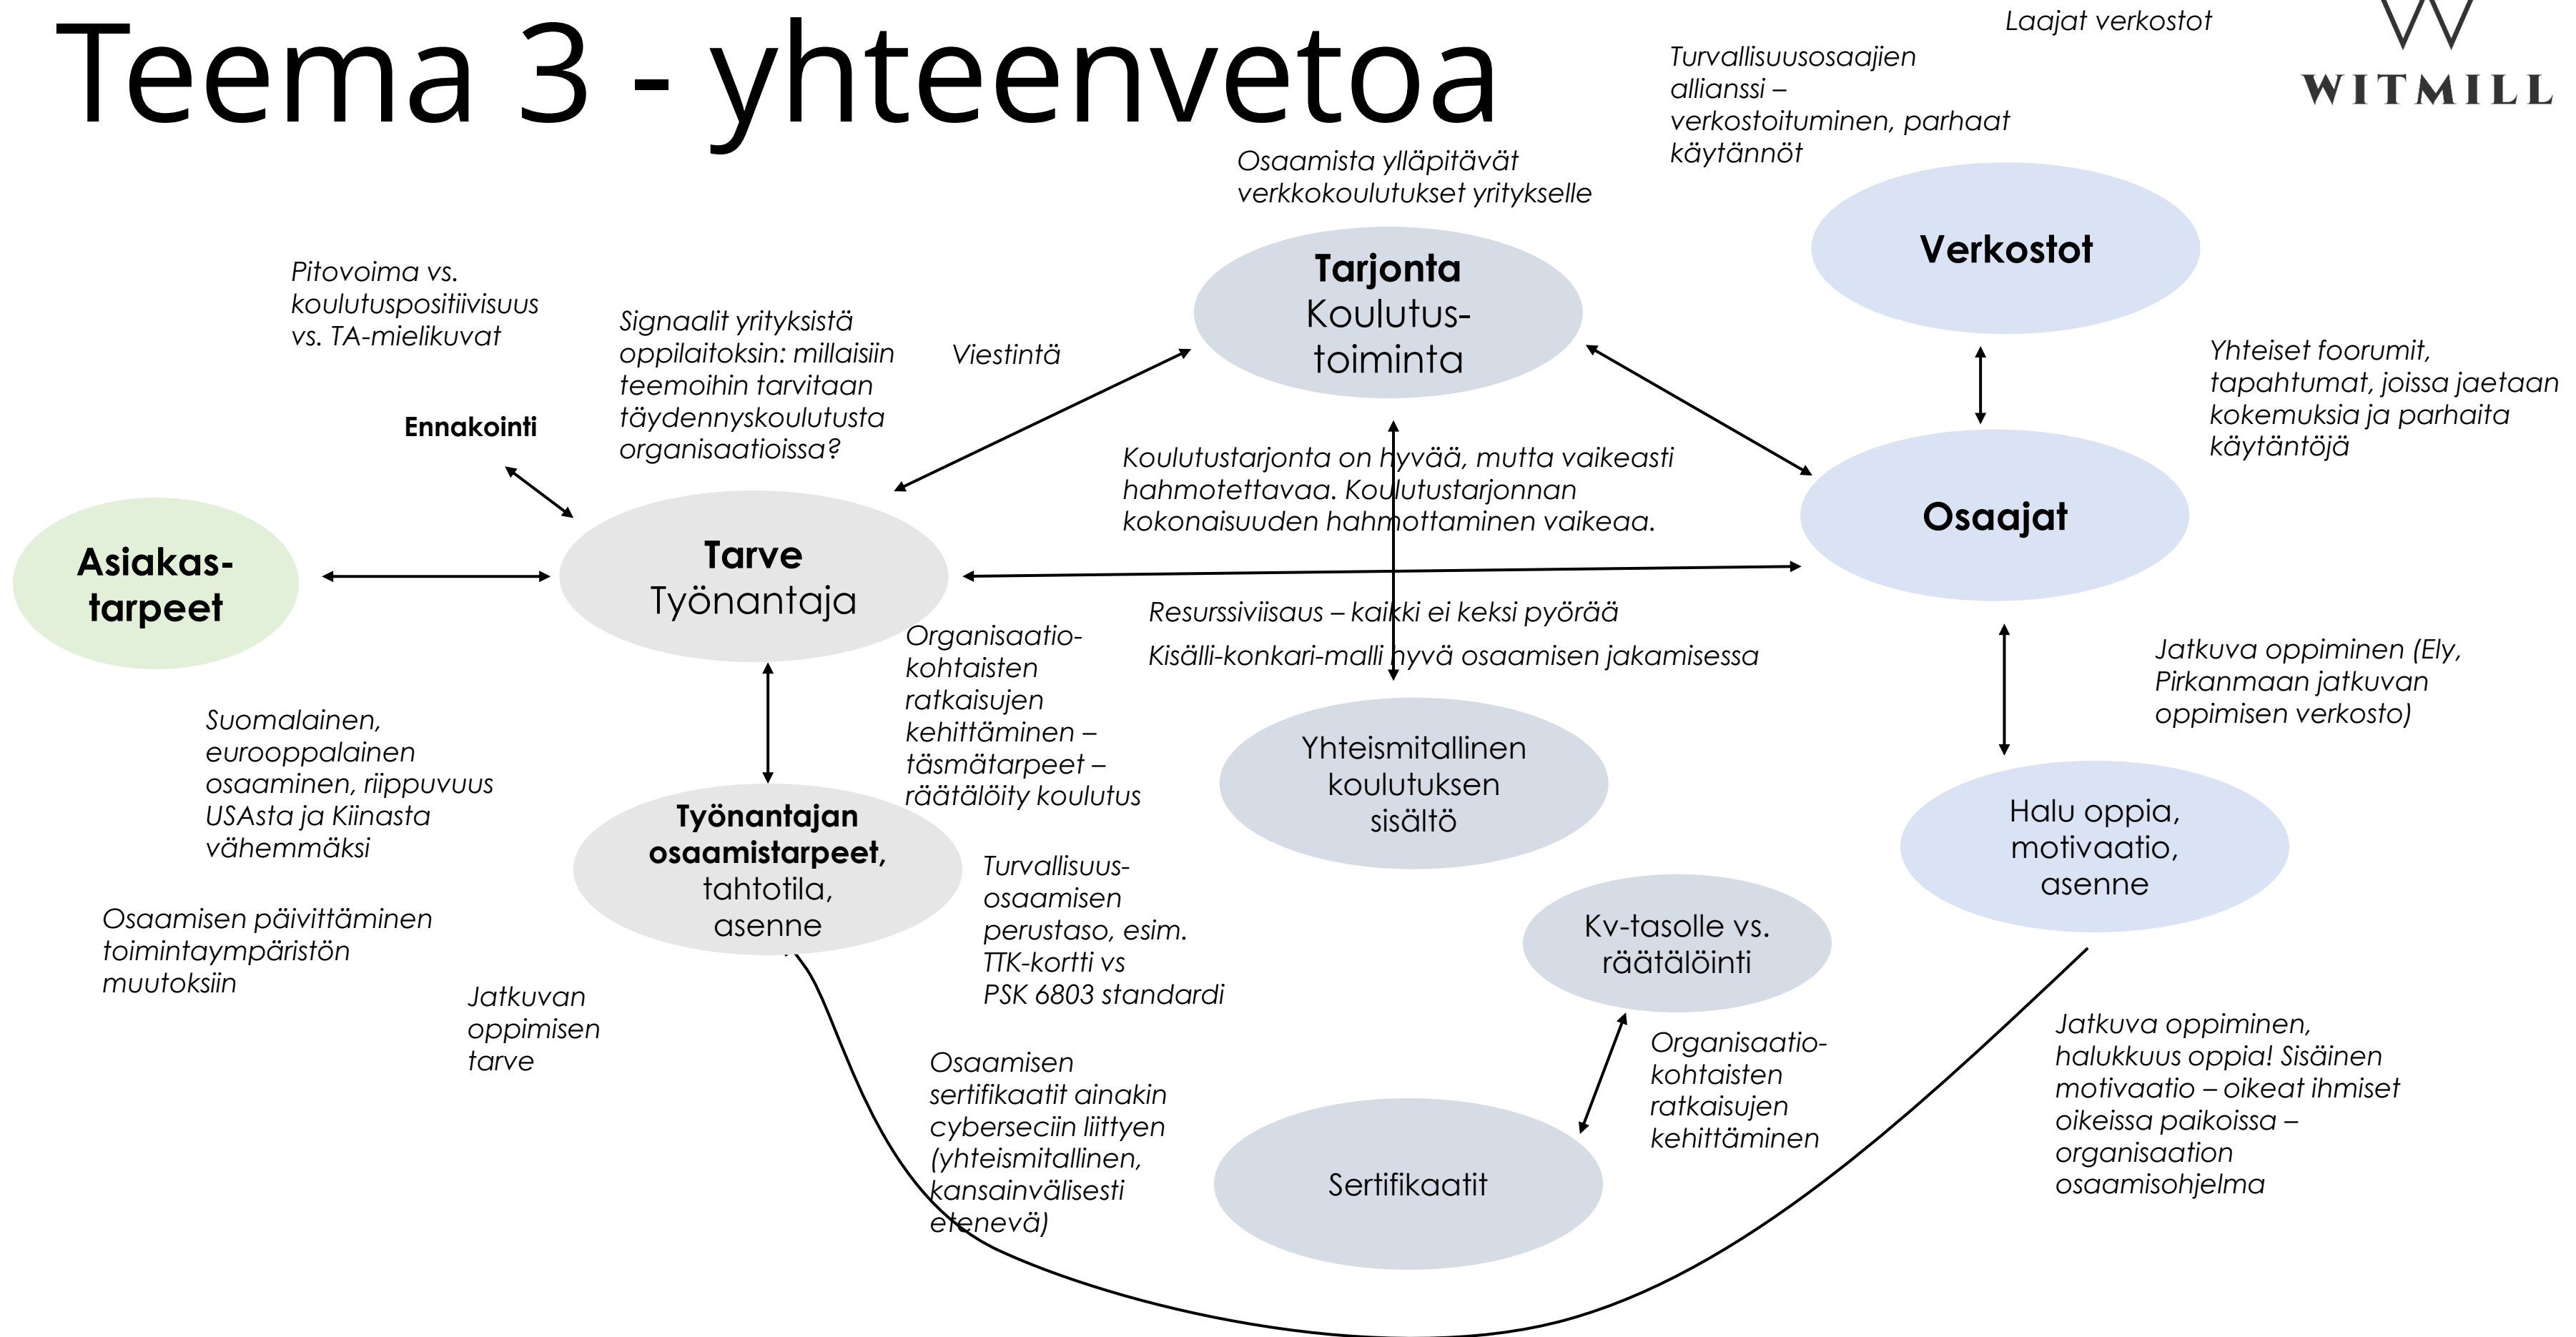 Teema 3 - yhteenvetoa
Laajat verkostot
WITMILL
Turvallisuusosaajien
allianssi –
verkostoituminen, parhaat
käytännöt
Osaamista ylläpitävät
verkkokoulutukset yritykselle
Verkostot
Tarjonta
Koulutus-
toiminta
Pitovoima vs.
koulutuspositiivisuus
vs. TA-mielikuvat
Signaalit yrityksistä
oppilaitoksin: millaisiin
teemoihin tarvitaan
täydennyskoulutusta
organisaatioissa?
Viestintä
Yhteiset foorumit,
tapahtumat, joissa jaetaan
kokemuksia ja parhaita
käytäntöjä
Ennakointi
Koulutustarjonta on hyvää, mutta vaikeasti
hahmotettavaa. Koulutustarjonnan
kokonaisuuden hahmottaminen vaikeaa.
Osaajat
Asiakas-
tarpeet
Tarve
Työnantaja
Resurssiviisaus – kaikki ei keksi pyörää
Kisälli-konkari-malli hyvä osaamisen jakamisessa
Organisaatio-
kohtaisten
ratkaisujen
kehittäminen –
täsmätarpeet –
räätälöity koulutus
Jatkuva oppiminen (Ely,
Pirkanmaan jatkuvan
oppimisen verkosto)
Suomalainen,
eurooppalainen
osaaminen, riippuvuus
USAsta ja Kiinasta
vähemmäksi
Yhteismitallinen
koulutuksen
sisältö
Halu oppia,
motivaatio,
asenne
Työnantajan
osaamistarpeet,
tahtotila,
asenne
Turvallisuus-
osaamisen
perustaso, esim.
TTK-kortti vs
PSK 6803 standardi
Kv-tasolle vs.
räätälöinti
Osaamisen päivittäminen
toimintaympäristön
muutoksiin
Jatkuvan
oppimisen
tarve
Osaamisen
sertifikaatit ainakin
cyberseciin liittyen
(yhteismitallinen,
kansainvälisesti
etenevä)
Organisaatio-
kohtaisten
ratkaisujen
kehittäminen
Sertifikaatit
Jatkuva oppiminen,
halukkuus oppia! Sisäinen
motivaatio – oikeat ihmiset
oikeissa paikoissa –
organisaation
osaamisohjelma